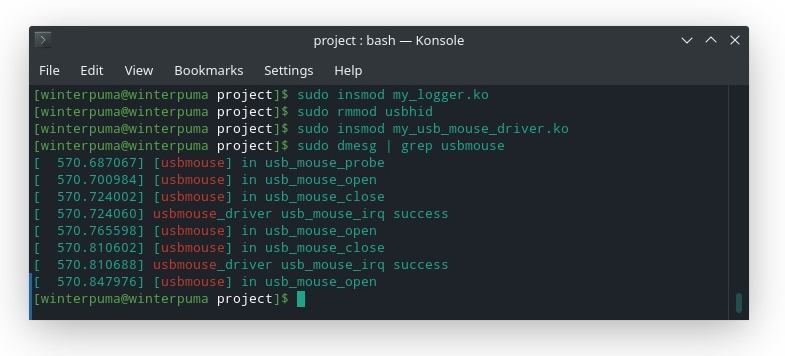 project : bash — Konsole
File Edit View Bookmarks Settings Help
[winterpuma@winterpuma project]$ sudo insmod my_logger.ko
[winterpuma@winterpuma project]$ sudo rmmod usbhid
[winterpuma@winterpuma project]$ sudo insmod my_usb_mouse_driver.ko
[winterpuma@winterpuma project]$ sudo dmesg | grep usbmouse
[  570.687067] [usbmouse] in usb_mouse_probe
[  570.700984] [usbmouse] in usb_mouse_open
[  570.724002] [usbmouse] in usb_mouse_close
[  570.724060] usbmouse_driver usb_mouse_irq success
[  570.765598] [usbmouse] in usb_mouse_open
[  570.810602] [usbmouse] in usb_mouse_close
[  570.810688] usbmouse_driver usb_mouse_irq success
[  570.847976] [usbmouse] in usb_mouse_open
[winterpuma@winterpuma project]$